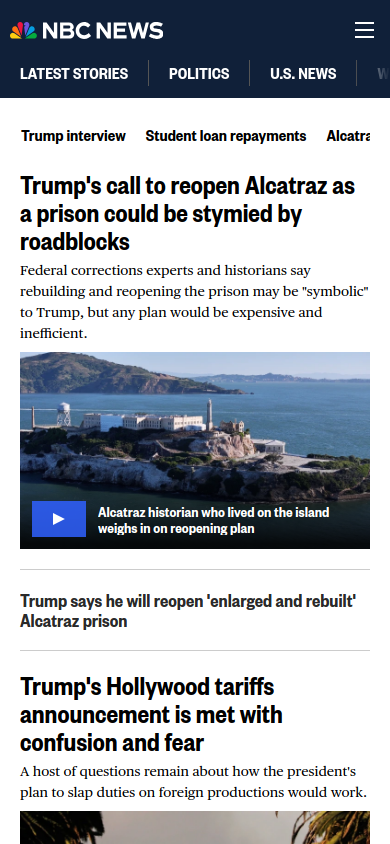 NBC NEWS
LATEST STORIES
POLITICS
U.S. NEWS
Trump interview
Student loan repayments
Trump's call to reopen Alcatraz as
a prison could be stymied by
roadblocks
Federal corrections experts and historians say
rebuilding and reopening the prison may be "symbolic"
to Trump, but any plan would be expensive and
inefficient.
Alcatraz historian who lived on the island
weighs in on reopening plan
Trump says he will reopen 'enlarged and rebuilt'
Alcatraz prison
Trump's Hollywood tariffs
announcement is met with
confusion and fear
A host of questions remain about how the president's
plan to slap duties on foreign productions would work.